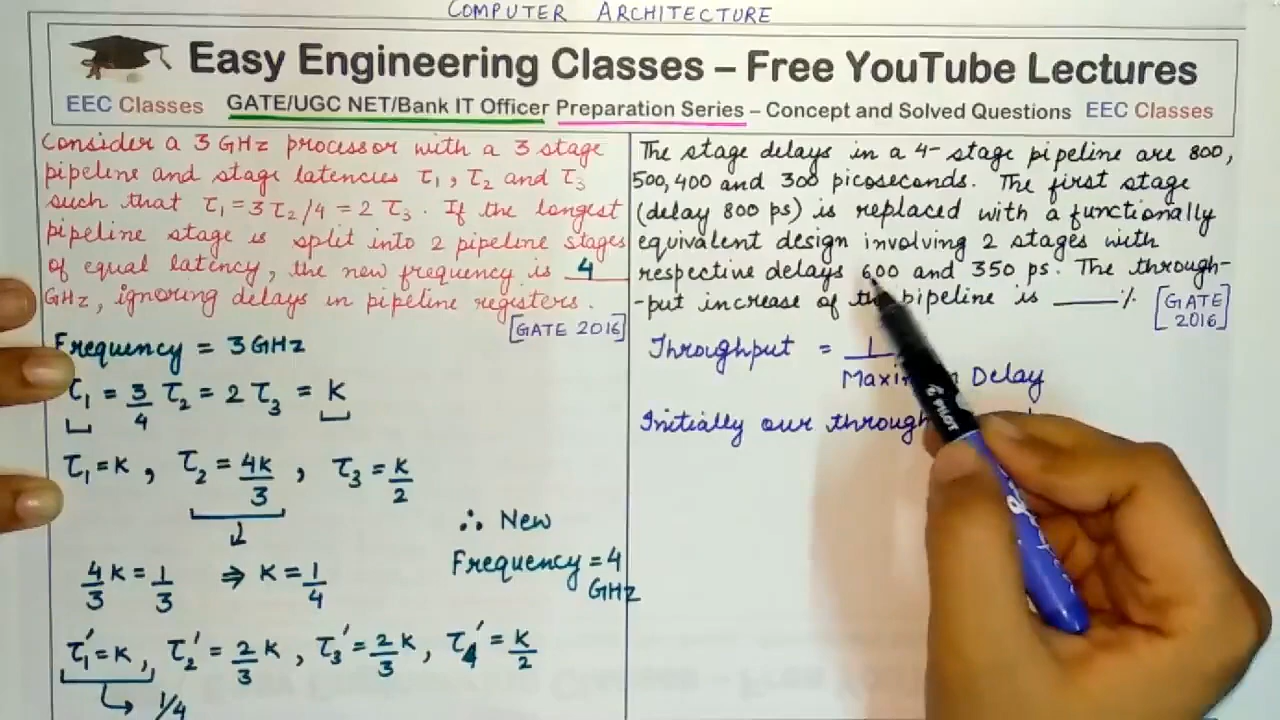 COMPUTER ARCHITECTURE
Easy Engineering Classes – Free YouTube Lectures
EEC Classes GATE/UGC NET/Bank IT Officer Preparation Series – Concept and Solved Questions EEC Classes
Consider a 3 GHz processor with a 3 stage
pipeline and stage latencies τ1, τ2 and τ3
such that τ1 = 3τ2/4 = 2τ3. If the longest
pipeline stage is split into 2 pipeline stages
of equal latency, the new frequency is 4
GHz, ignoring delays in pipeline registers.
[GATE 2016]
Frequency = 3GHz
τ1 = 3/4 τ2 = 2τ3 = K
τ1 = K, τ2 = 4K/3, τ3 = K/2
4/3 K = 1/3 ⇒ K = 1/4
∴ New
Frequency = 4
GHz
τ1' = K, τ2' = 2/3 K, τ3' = 2/3 K, τ4' = K/2
1/4
The stage delays in a 4-stage pipeline are 800,
500, 400 and 300 picoseconds. The first stage
(delay 800 ps) is replaced with a functionally
equivalent design involving 2 stages with
respective delays 600 and 350 ps. The through-
-put increase of the pipeline is ____ %
[GATE
2016]
Throughput = 1
Delay
Initially our
PILOT